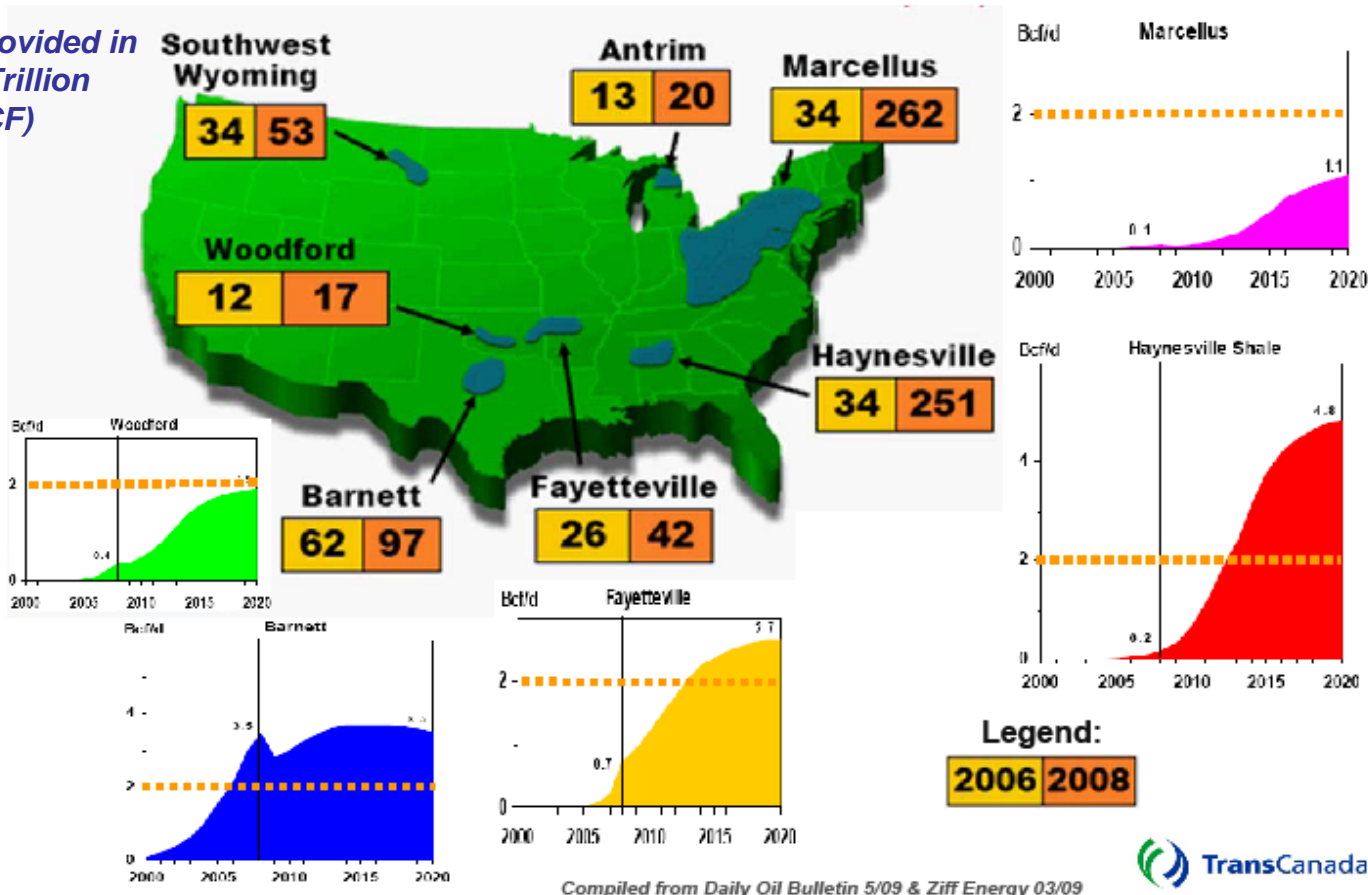 ovided in
Trillion
CF)
Southwest
Wyoming
34 53
Antrim
13 20
Marcellus
34 262
Woodford
12 17
Haynesville
34 251
Barnett
62 97
Fayetteville
26 42
Bcf/d Marcellus
2
1.1
0.1
0
2000 2005 2010 2015 2020
Bcf/d Haynesville Shale
4.8
4
2
0.2
0
2000 2005 2010 2015 2020
Bcf/d Woodford
2
0.4
0
2000 2005 2010 2015 2020
Bcf/d Barnett
4
3.5
2
0
2000 2005 2010 2015 2020
Bcf/d Fayetteville
2.7
2
0.7
0
2000 2005 2010 2015 2020
Legend:
2006 2008
TransCanada
Compiled from Daily Oil Bulletin 5/09 & Ziff Energy 03/09